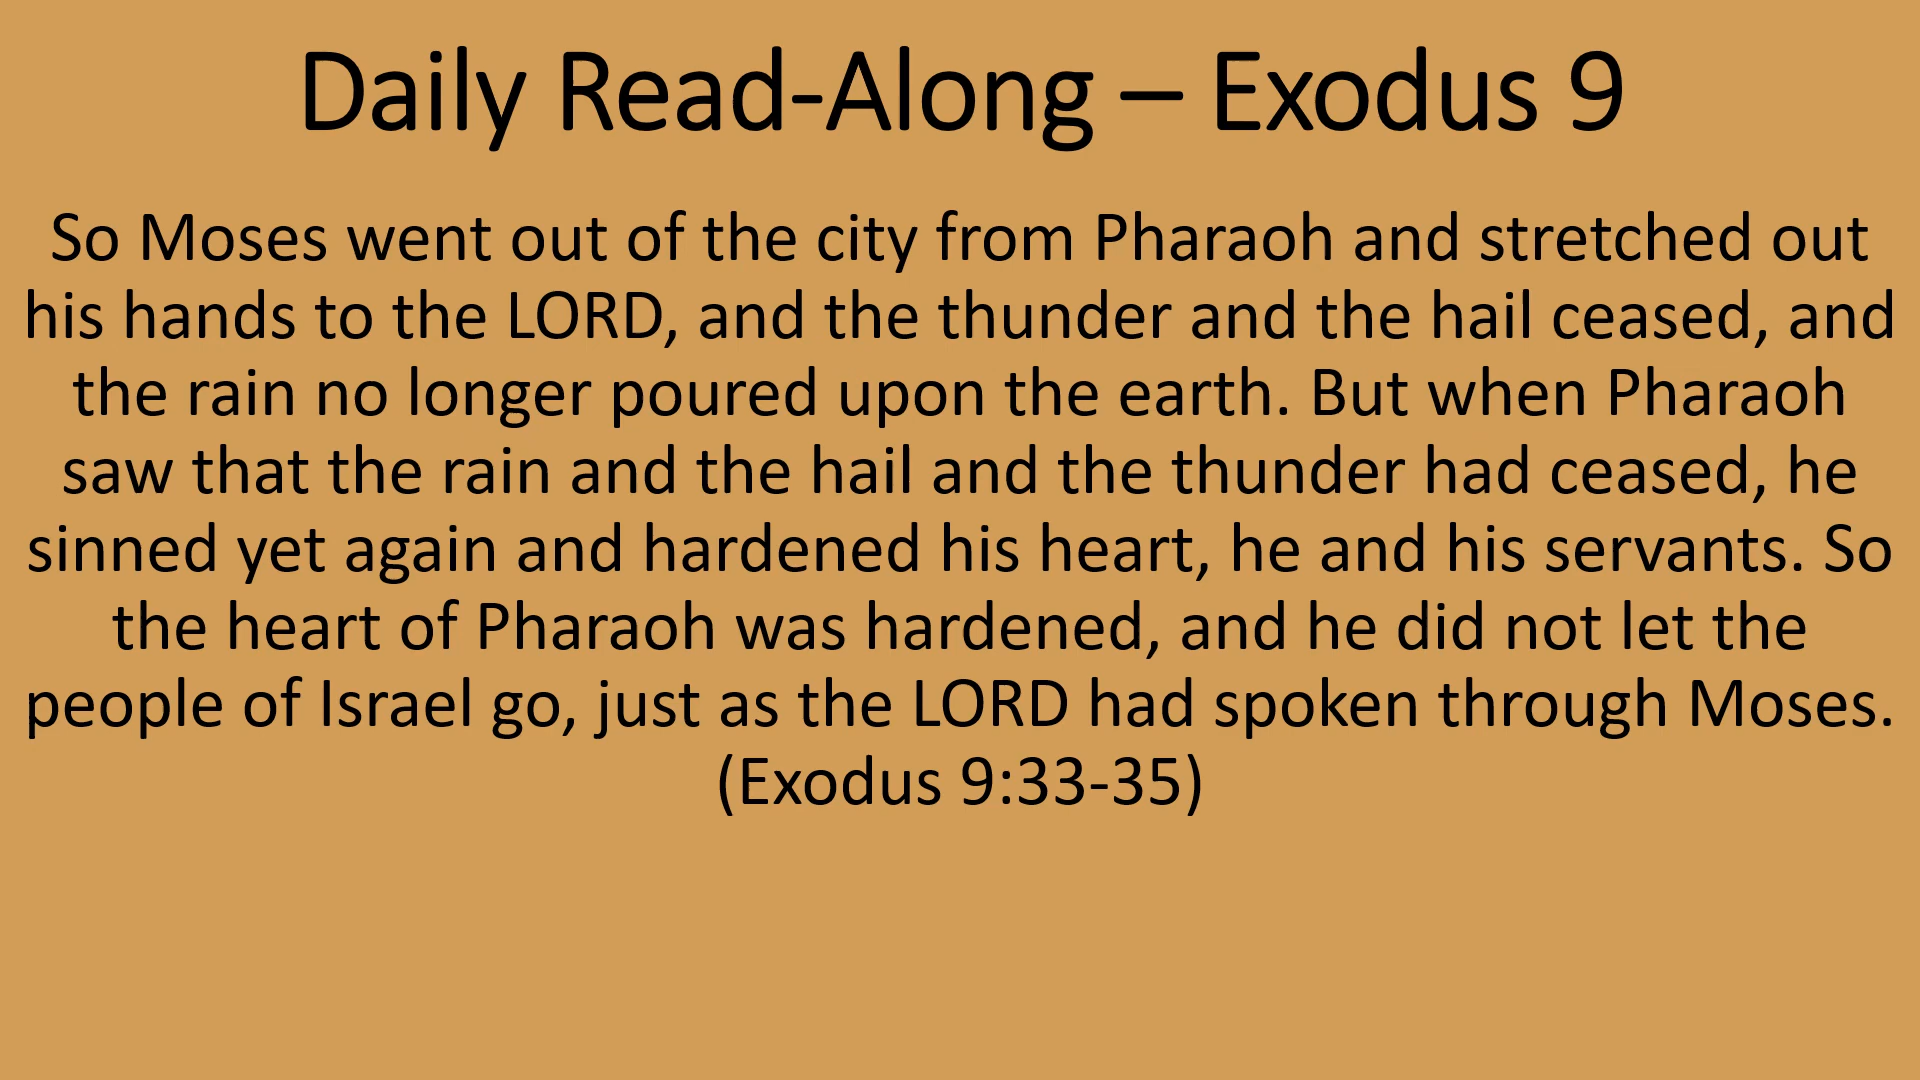 Daily Read-Along – Exodus 9
So Moses went out of the city from Pharaoh and stretched out
his hands to the LORD, and the thunder and the hail ceased, and
the rain no longer poured upon the earth. But when Pharaoh
saw that the rain and the hail and the thunder had ceased, he
sinned yet again and hardened his heart, he and his servants. So
the heart of Pharaoh was hardened, and he did not let the
people of Israel go, just as the LORD had spoken through Moses.
(Exodus 9:33-35)